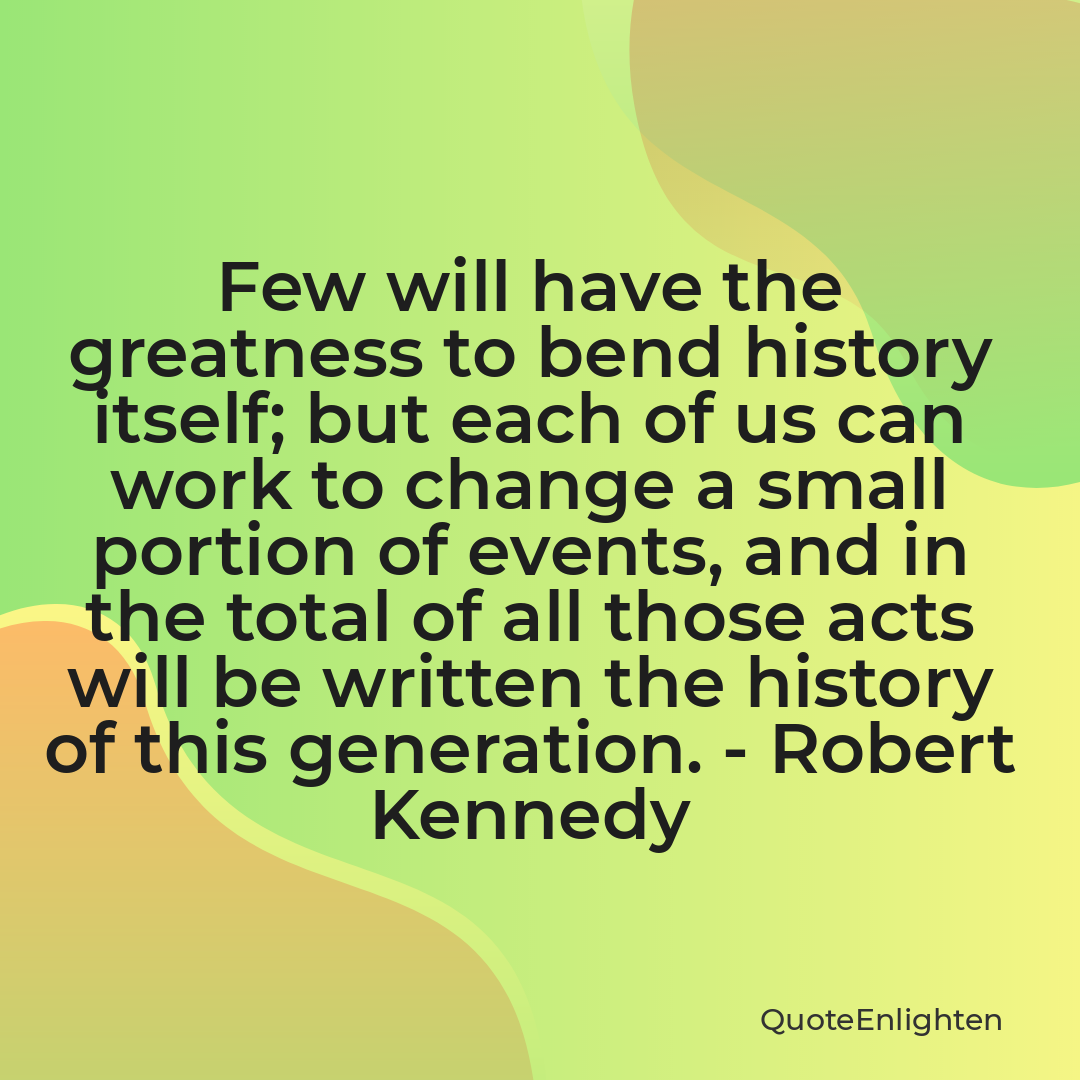 Few will have the
greatness to bend history
itself; but each of us can
work to change a small
portion of events, and in
the total of all those acts
will be written the history
of this generation. - Robert
Kennedy
QuoteEnlighten